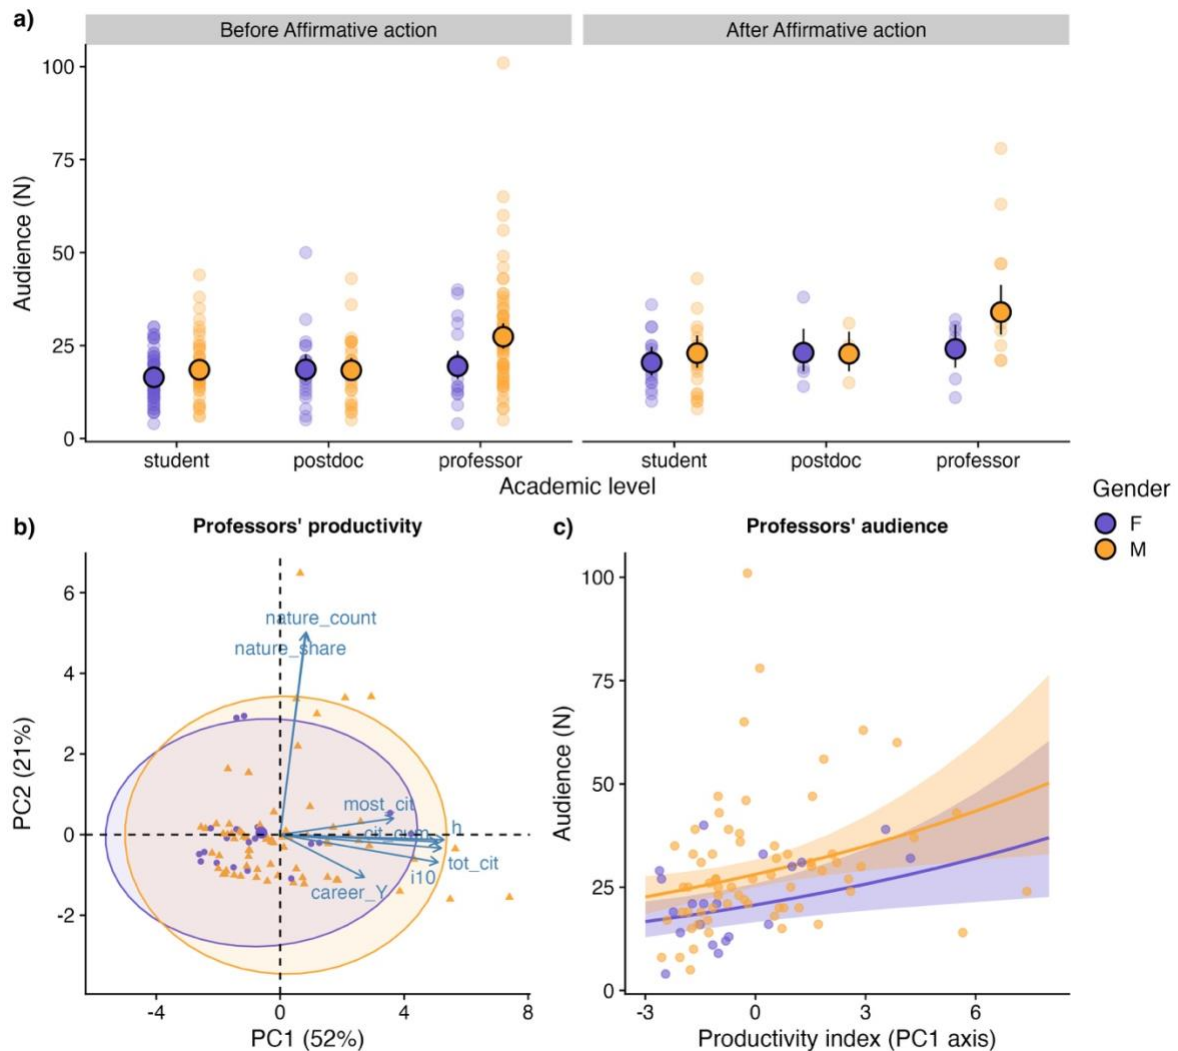 a)
Before Affirmative action
After Affirmative action
Audience (N)
100
75
50
25
0
student
postdoc
professor
student
postdoc
professor
Academic level
Gender
F
M
b)
Professors' productivity
PC2 (21%)
6
4
2
0
-2
nature_count
nature_share
most_cit
cit_cum
h
tot_cit
i10
career_Y
-4
0
4
8
PC1 (52%)
c)
Professors' audience
Audience (N)
100
75
50
25
0
-3
0
3
6
Productivity index (PC1 axis)